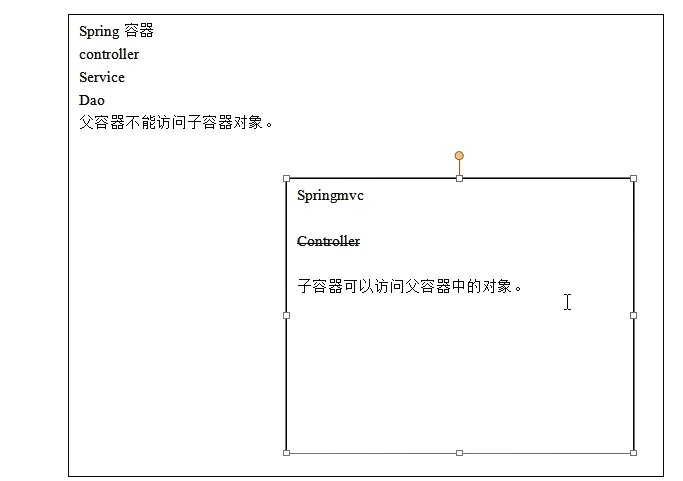 Spring 容器
controller
Service
Dao
父容器不能访问子容器对象。
Springmvc
Controller
子容器可以访问父容器中的对象。